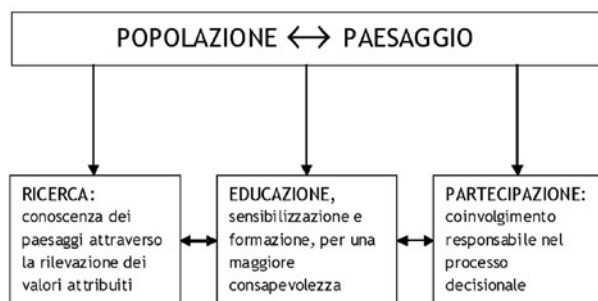 POPOLAZIONE ↔ PAESAGGIO
RICERCA:
conoscenza dei
paesaggi attraverso
la rilevazione dei
valori attribuiti
EDUCAZIONE,
sensibilizzazione e
formazione, per una
maggiore
consapevolezza
PARTECIPAZIONE:
coinvolgimento
responsabile nel
processo
decisionale